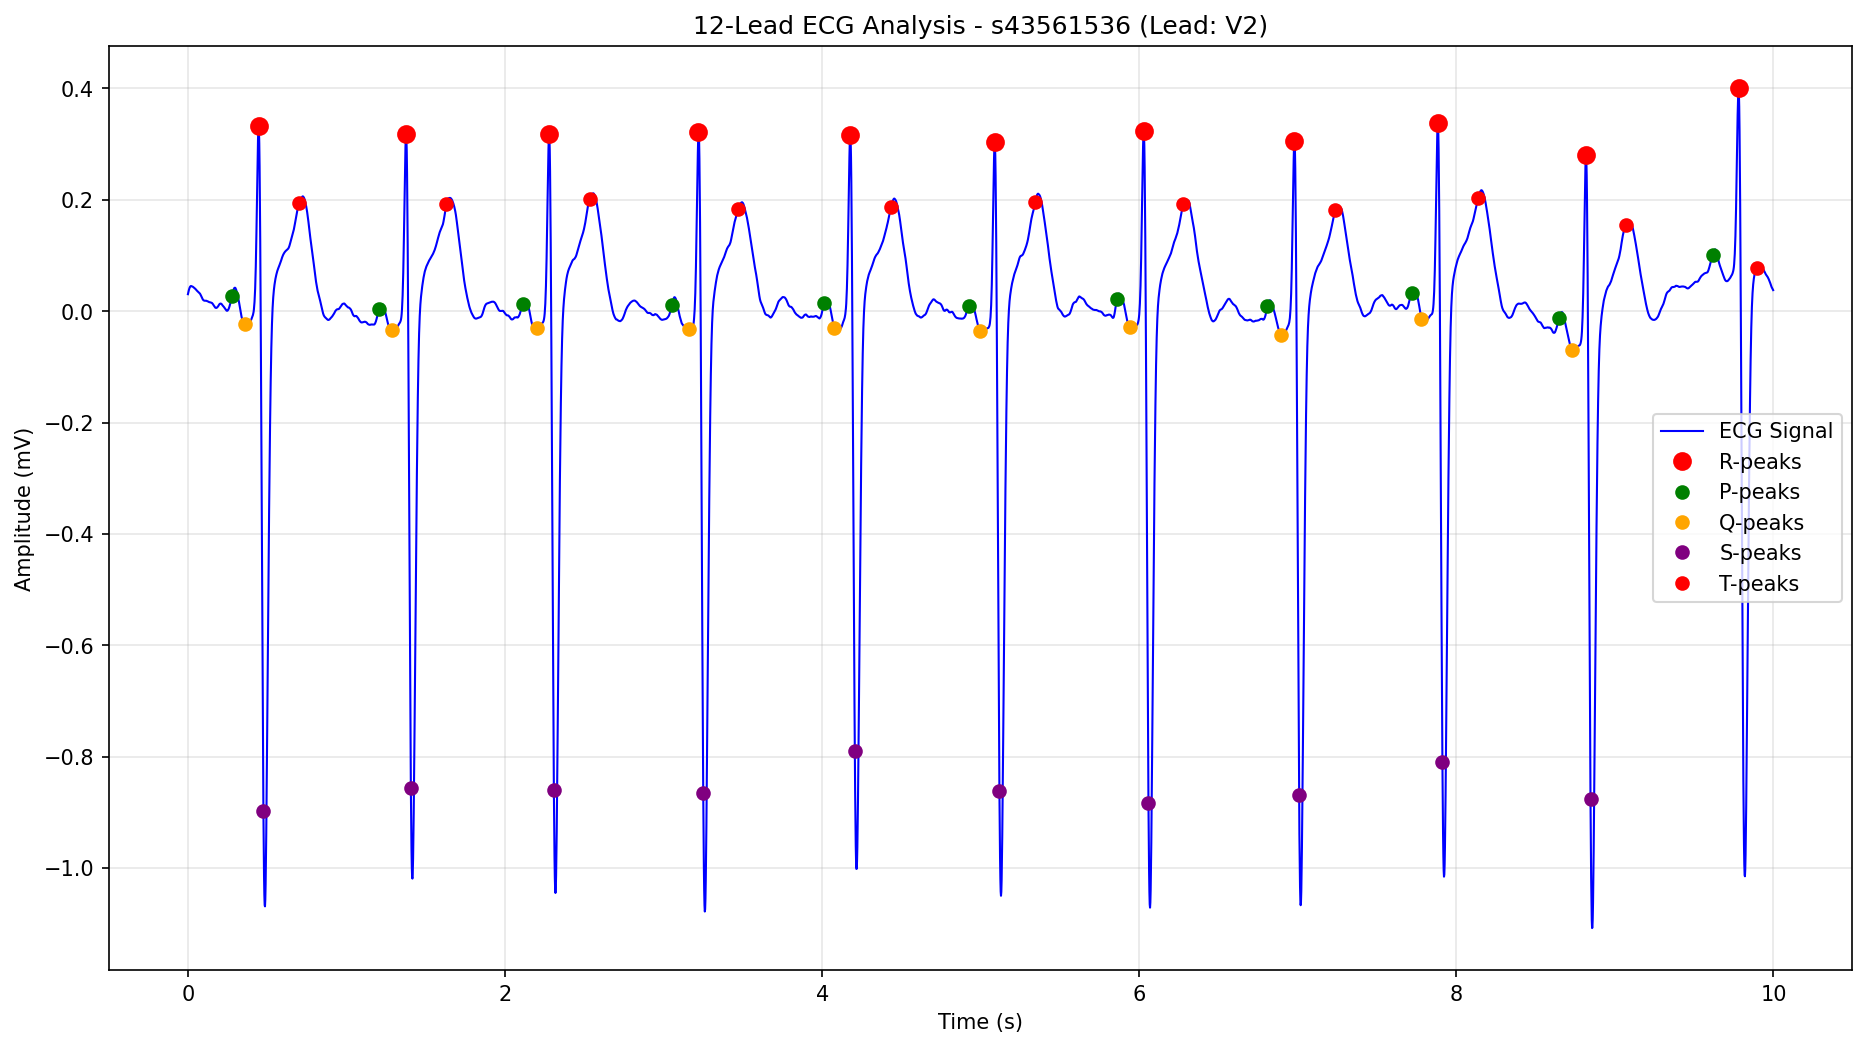 12-Lead ECG Analysis - s43561536 (Lead: V2)
Amplitude (mV)
0.4
0.2
0.0
−0.2
−0.4
−0.6
−0.8
−1.0
ECG Signal
R-peaks
P-peaks
Q-peaks
S-peaks
T-peaks
0 2 4 6 8 10
Time (s)